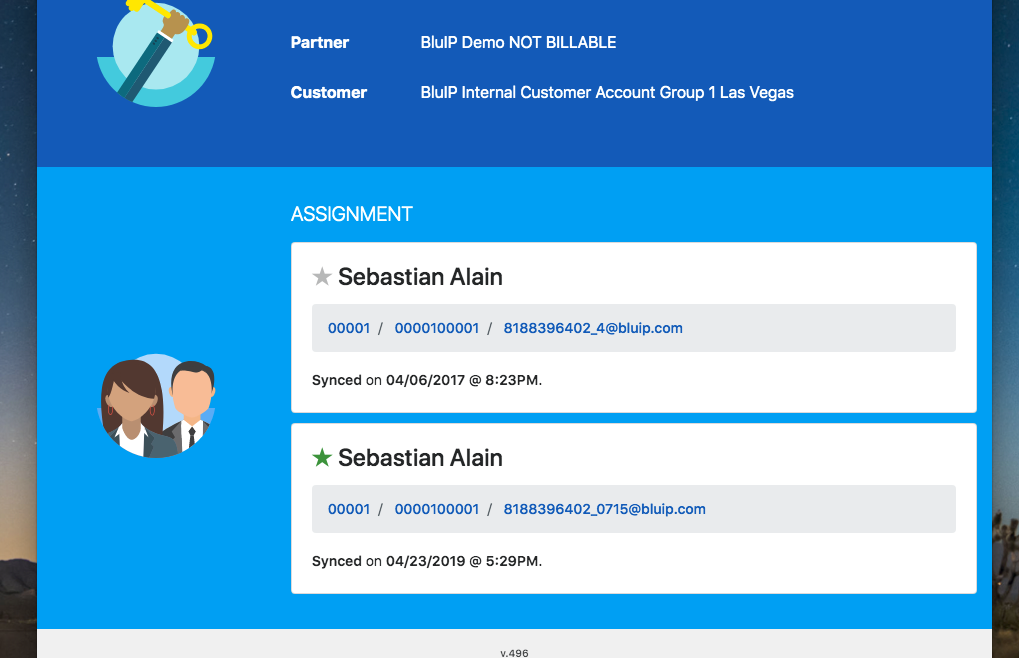 Partner BluIP Demo NOT BILLABLE
Customer BluIP Internal Customer Account Group 1 Las Vegas
ASSIGNMENT
Sebastian Alain
00001 / 0000100001 / 8188396402_4@bluip.com
Synced on 04/06/2017 @ 8:23PM.
Sebastian Alain
00001 / 0000100001 / 8188396402_0715@bluip.com
Synced on 04/23/2019 @ 5:29PM.
v.496